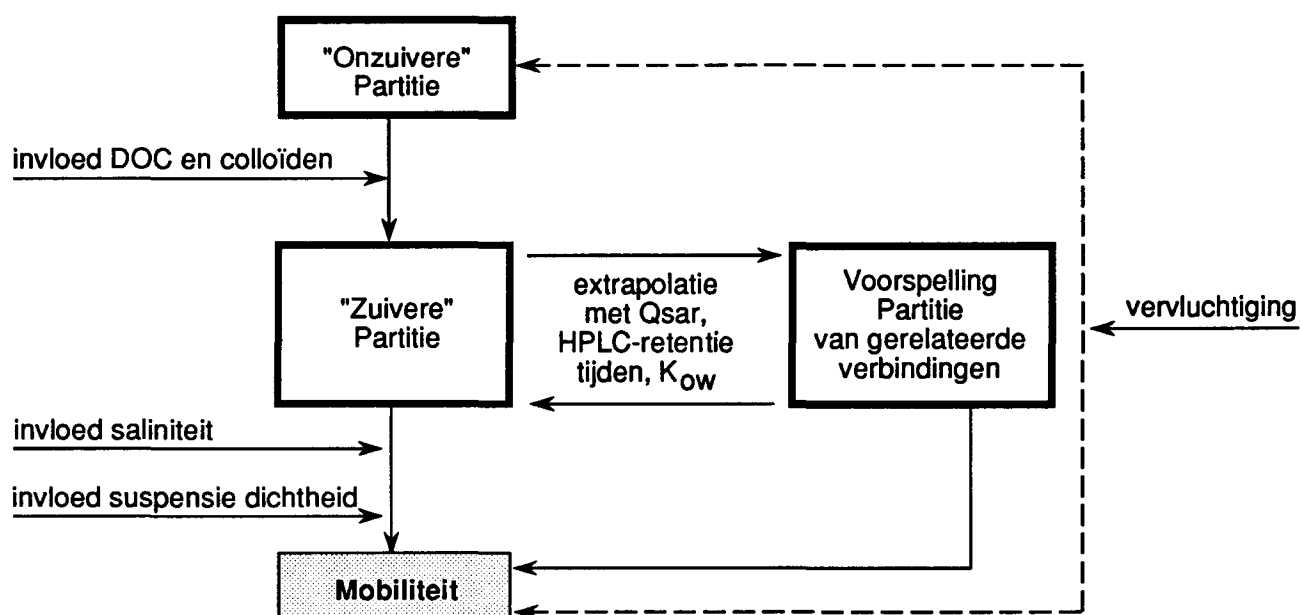 "Onzuivere"
Partitie
invloed DOC en colloïden
"Zuivere"
Partitie
extrapolatie
met Qsar,
HPLC-retentie
tijden, Kow
Voorspelling
Partitie
van gerelateerde
verbindingen
vervluchtiging
invloed saliniteit
invloed suspensie dichtheid
Mobiliteit